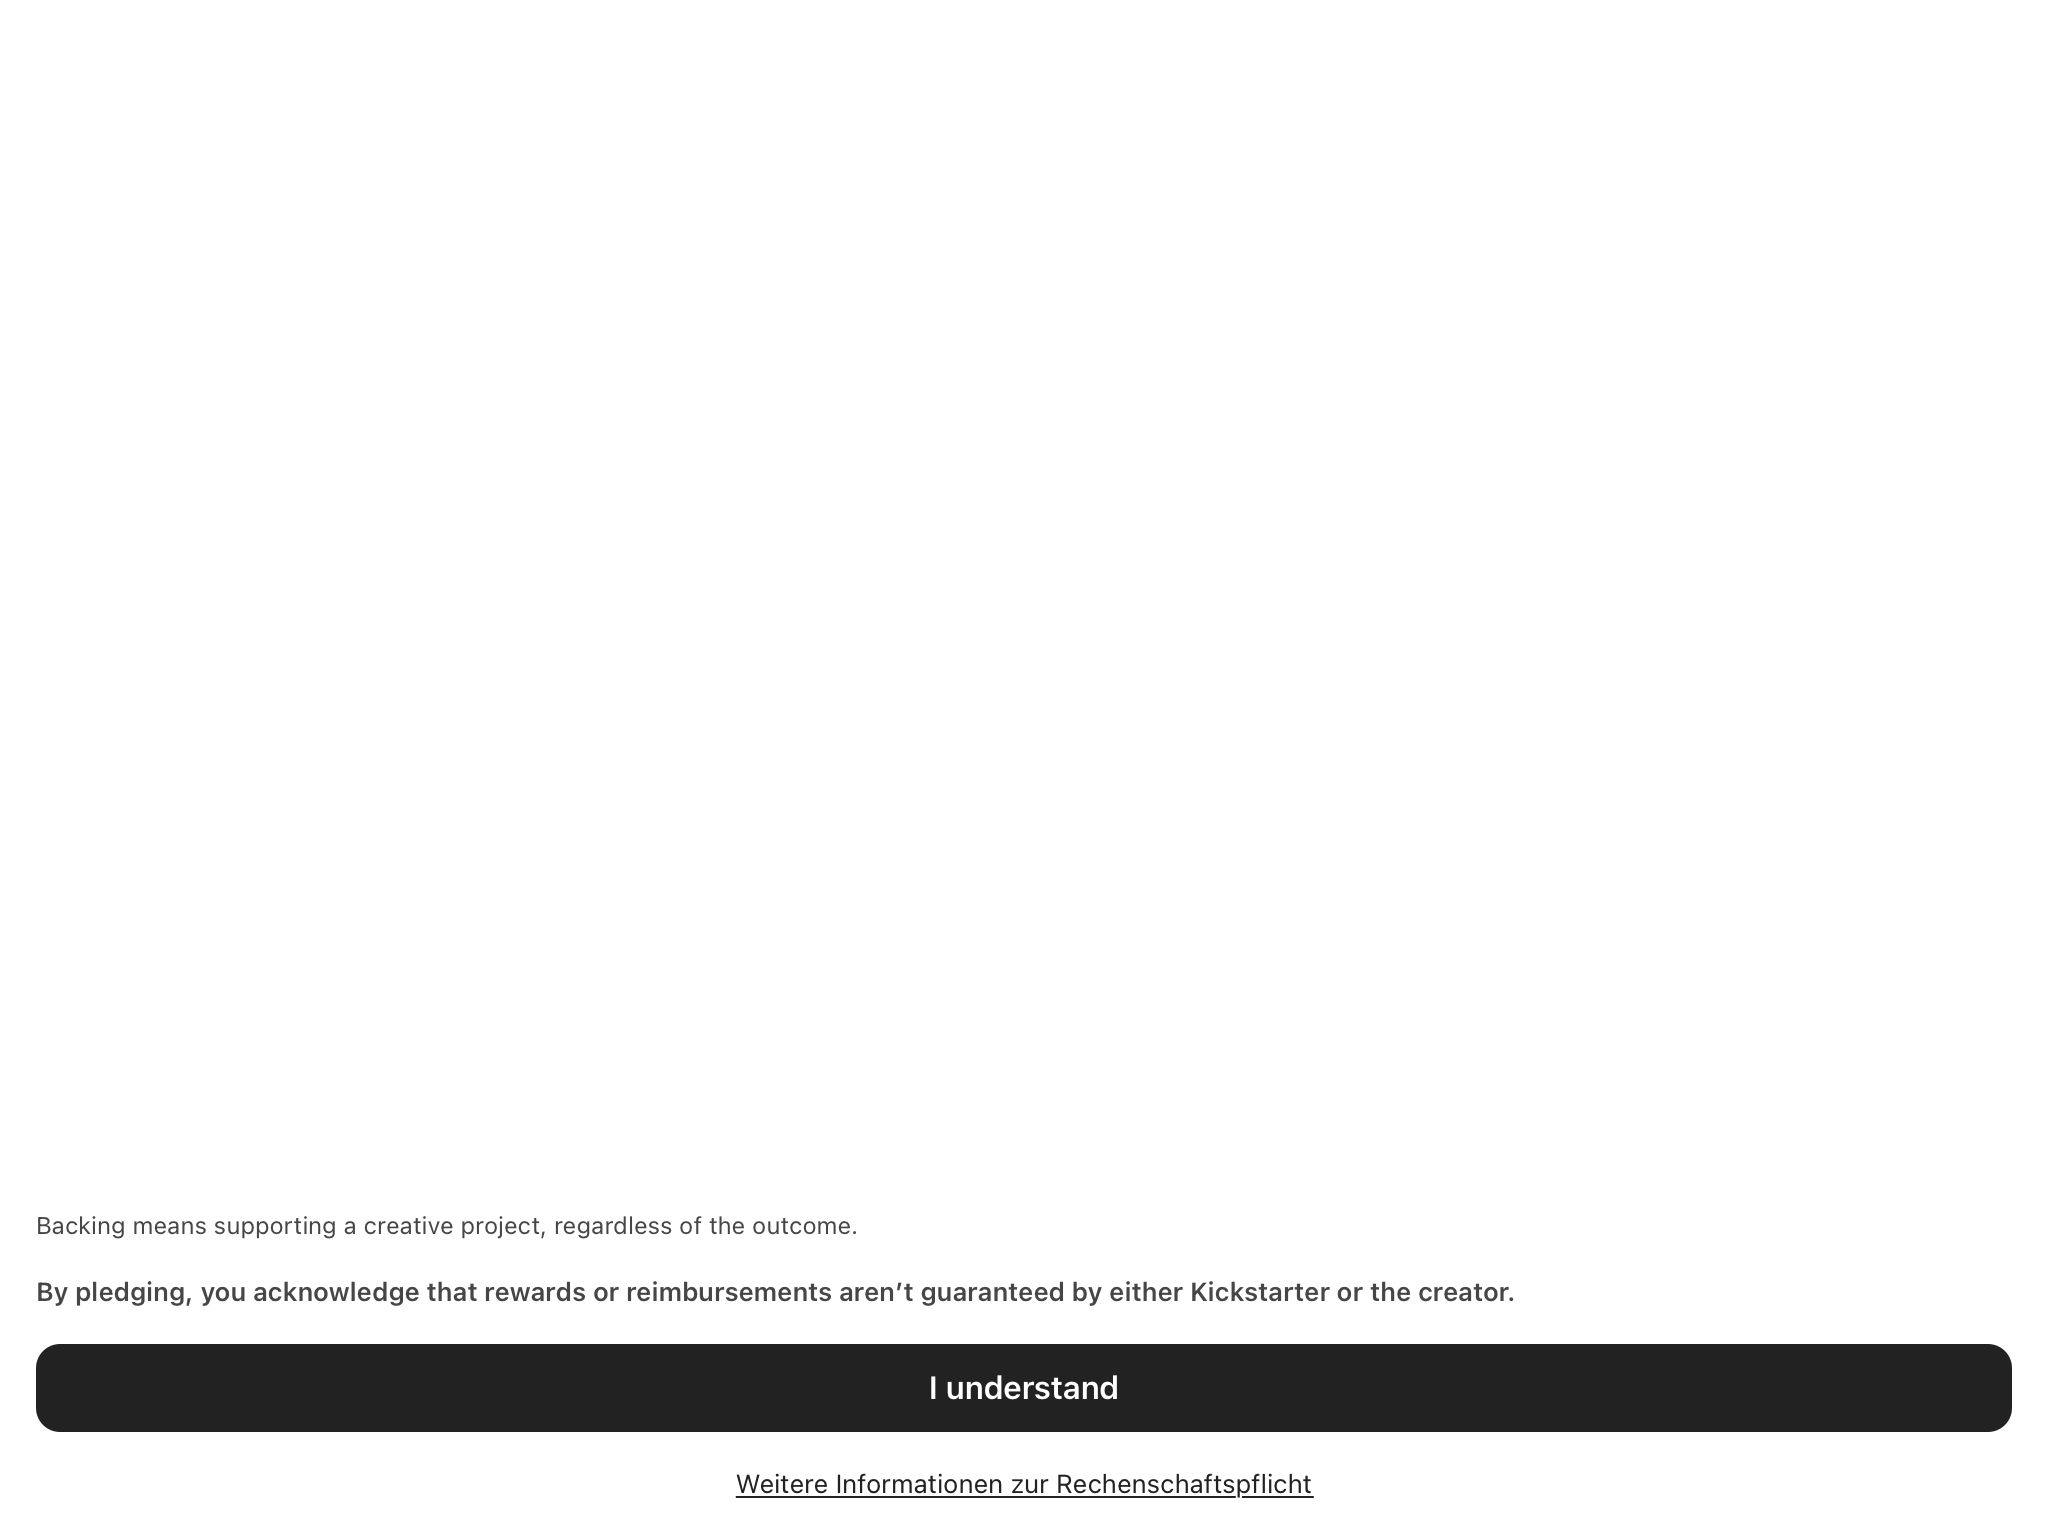 Backing means supporting a creative project, regardless of the outcome.
By pledging, you acknowledge that rewards or reimbursements aren’t guaranteed by either Kickstarter or the creator.
I understand
Weitere Informationen zur Rechenschaftspflicht